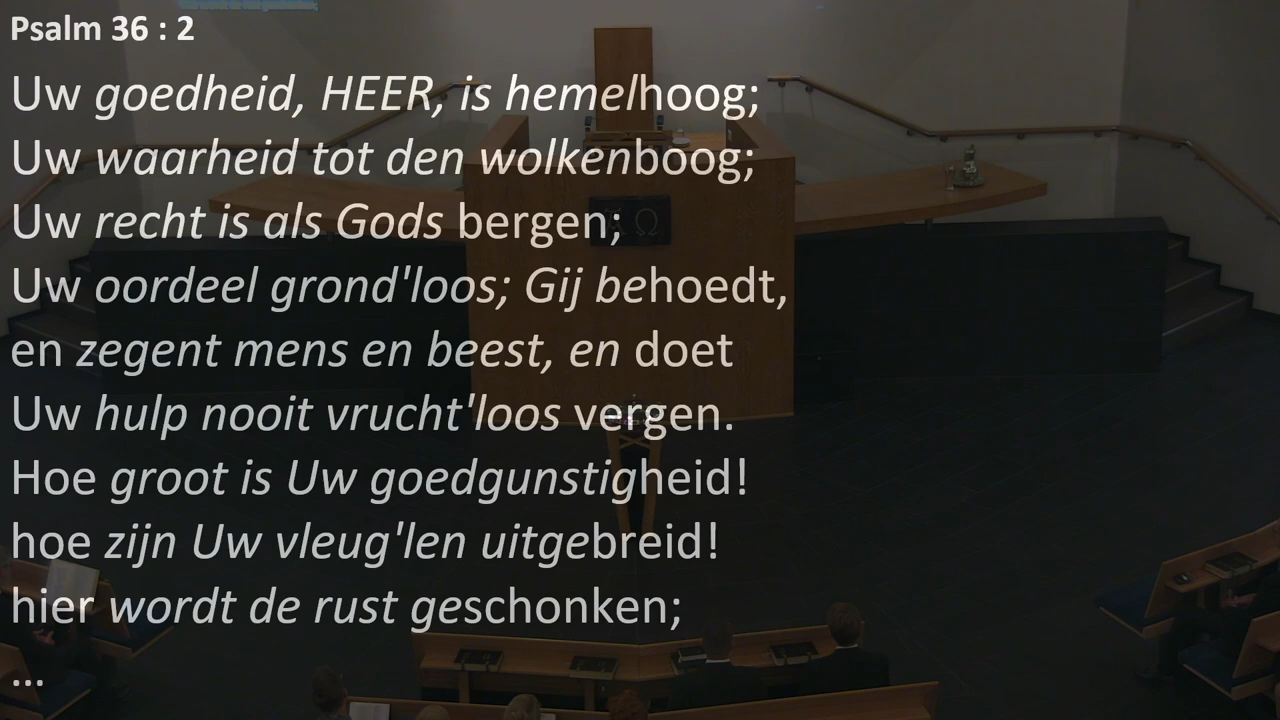 Psalm 36 : 2
Uw goedheid, HEER, is hemelhoog;
Uw waarheid tot den wolkenboog;
Uw recht is als Gods bergen;
Uw oordeel grond'loos; Gij behoedt,
en zegent mens en beest, en doet
Uw hulp nooit vrucht'loos vergen.
Hoe groot is Uw goedgunstigheid!
hoe zijn Uw vleug'len uitgebreid!
hier wordt de rust geschonken;
...